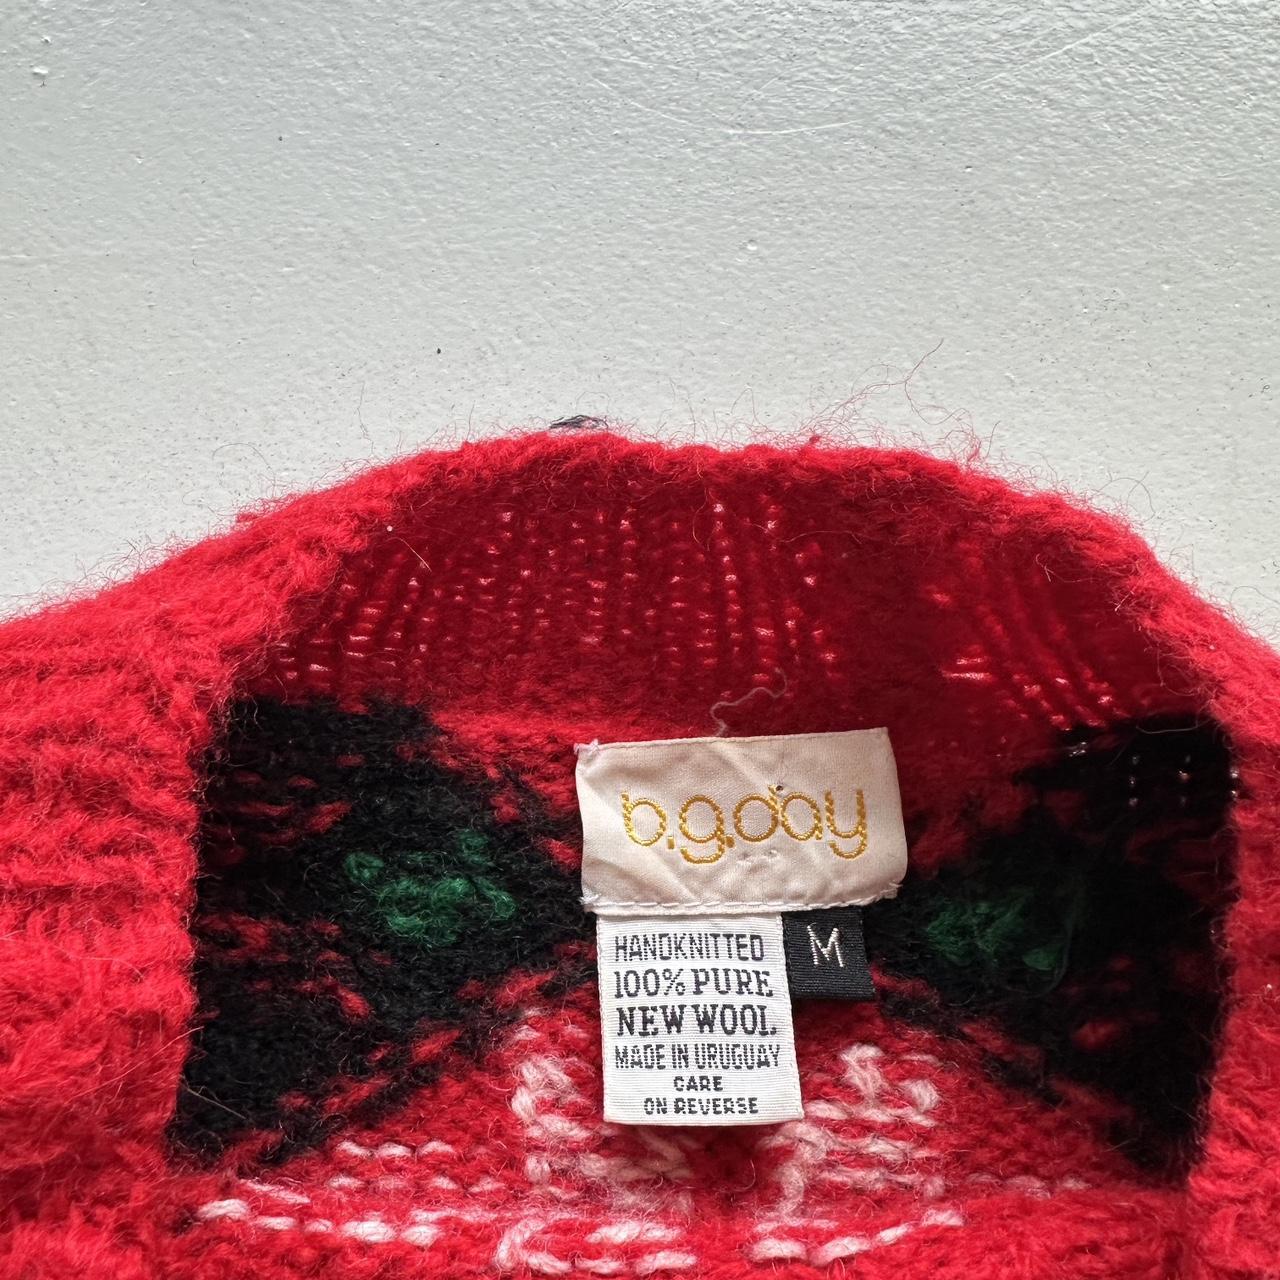 b.g.day
M
HANDKNITTED
100% PURE
NEW WOOL
MADE IN URUGUAY
CARE
ON REVERSE